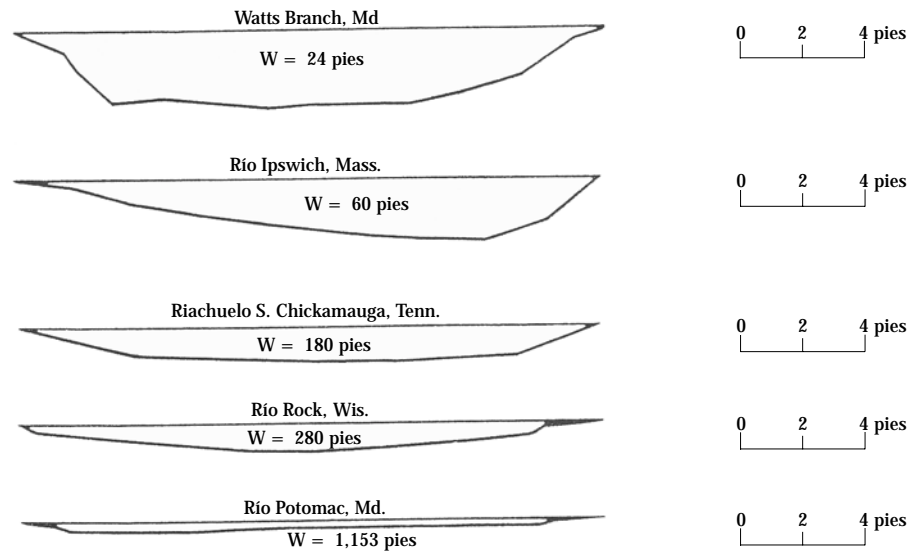 Watts Branch, Md
W = 24 pies
0 2 4 pies
Río Ipswich, Mass.
W = 60 pies
0 2 4 pies
Riachuelo S. Chickamauga, Tenn.
W = 180 pies
0 2 4 pies
Río Rock, Wis.
W = 280 pies
0 2 4 pies
Río Potomac, Md.
W = 1,153 pies
0 2 4 pies